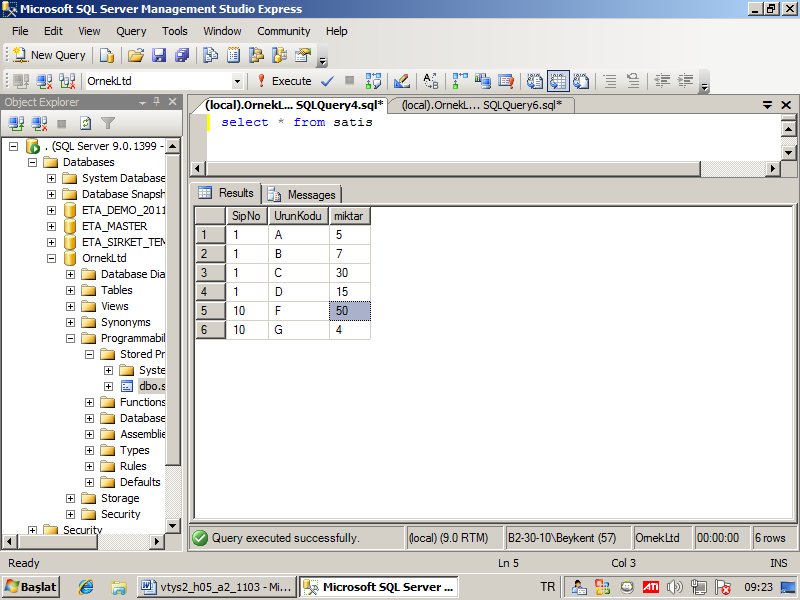 Microsoft SQL Server Management Studio Express
File Edit View Query Tools Window Community Help
New Query
OrnekLtd Execute
Object Explorer
. (SQL Server 9.0.1399 -
Databases
System Database
Database Snapsh
ETA_DEMO_2011
ETA_MASTER
ETA_SIRKET_TEM
OrnekLtd
Database Dia
Tables
Views
Synonyms
Programmabil
Stored Pr
Syste
dbo.s
Functions
Database
Assemblie
Types
Rules
Defaults
Storage
Security
Security
(local).OrnekL... SQLQuery4.sql* (local).OrnekL... SQLQuery6.sql*
select * from satis
Results Messages
SipNo UrunKodu miktar
1 1 A 5
2 1 B 7
3 1 C 30
4 1 D 15
5 10 F 50
6 10 G 4
Query executed successfully. (local) (9.0 RTM) B2-30-10\Beykent (57) OrnekLtd 00:00:00 6 rows
Ready Ln 5 Col 3 INS
Başlat vtys2_h05_a2_1103 - Mi... Microsoft SQL Server ... TR ATI 09:23